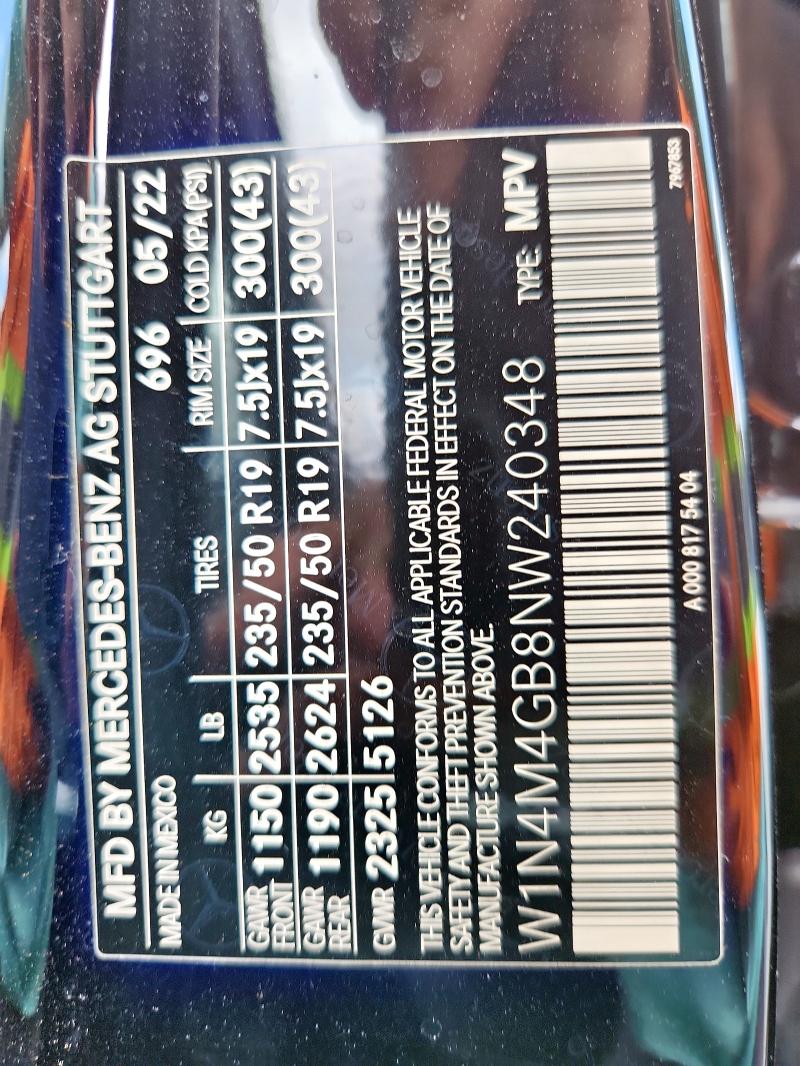 MFD BY MERCEDES-BENZ AG STUTTGART
MADE IN MEXICO 696 05/22
KG LB TIRES RIM SIZE COLD KPA(PSI)
GAWR FRONT 1150 2535 235/50 R19 7.5Jx19 300(43)
GAWR REAR 1190 2624 235/50 R19 7.5Jx19 300(43)
GWR 2325 5126
THIS VEHICLE CONFORMS TO ALL APPLICABLE FEDERAL MOTOR VEHICLE
SAFETY AND THEFT PREVENTION STANDARDS IN EFFECT ON THE DATE OF
MANUFACTURE SHOWN ABOVE.
W1N4M4GB8NW240348 TYPE: MPV
A 000 817 54 04 7967853